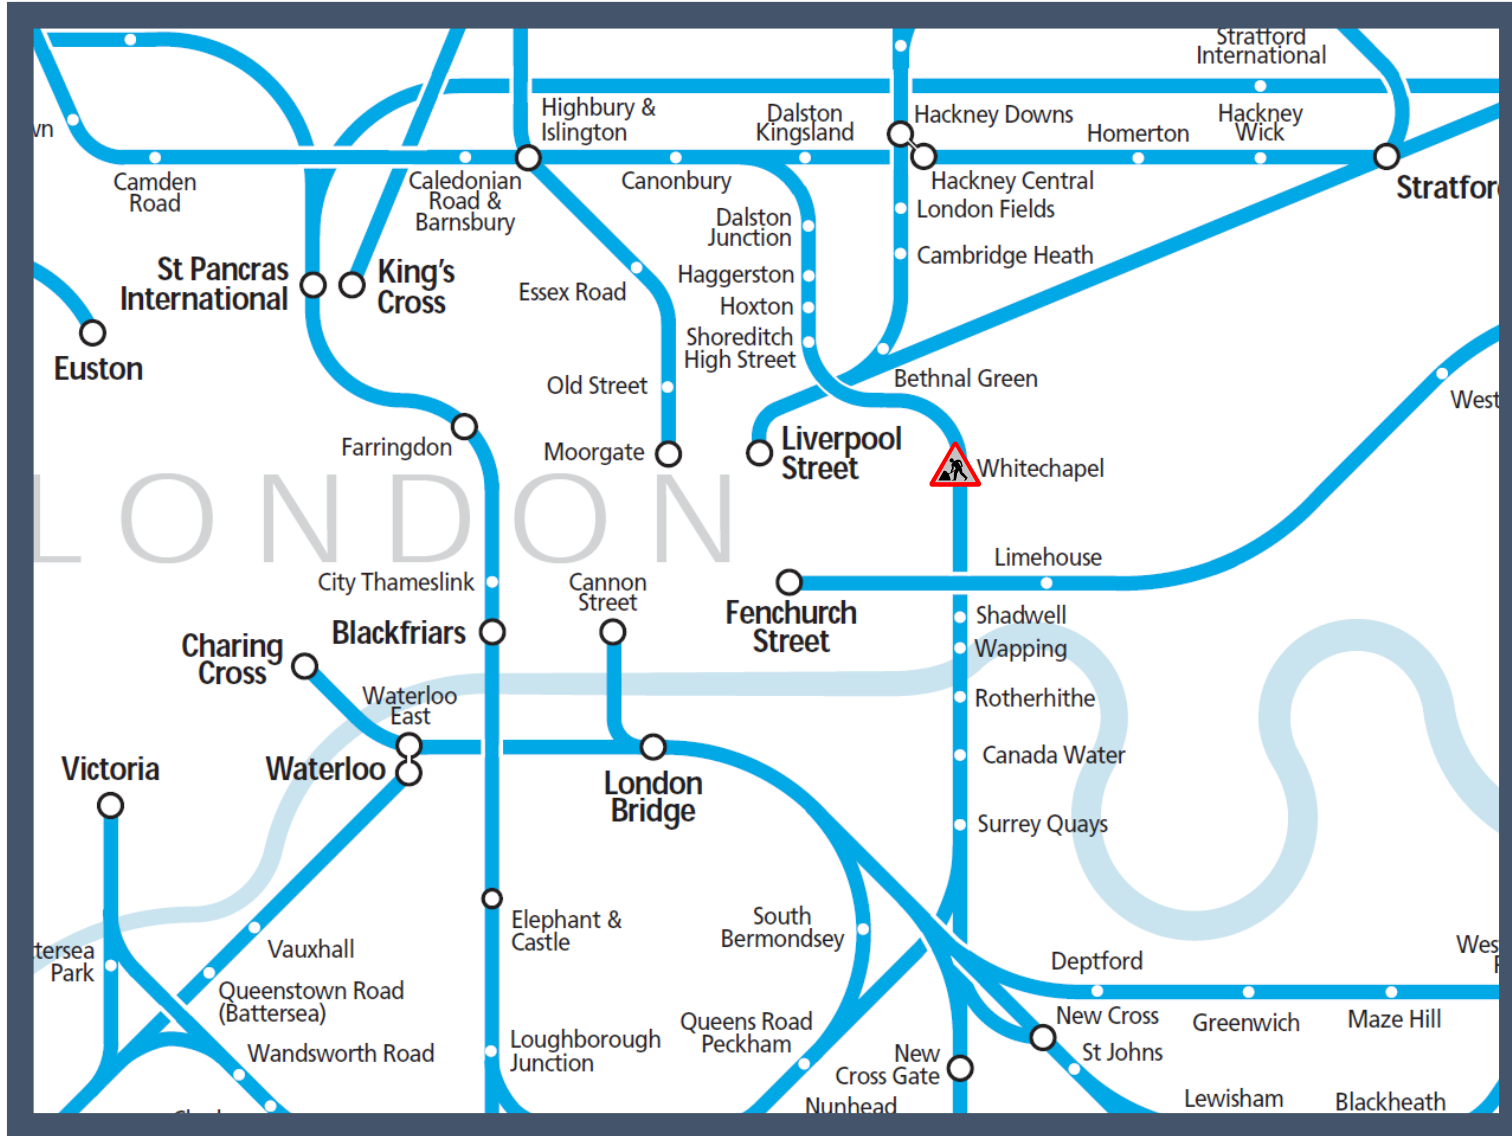 Stratford
International
wn
Highbury &
Islington
Dalston
Kingsland
Hackney Downs
Homerton
Hackney
Wick
Camden
Road
Caledonian
Road &
Barnsbury
Canonbury
Hackney Central
Stratfor
London Fields
Dalston
Junction
Cambridge Heath
St Pancras
International
King's
Cross
Haggerston
Essex Road
Hoxton
Shoreditch
High Street
Euston
Old Street
Bethnal Green
West
Farringdon
Moorgate
Liverpool
Street
Whitechapel
LONDON
Limehouse
City Thameslink
Cannon
Street
Fenchurch
Street
Shadwell
Blackfriars
Charing
Cross
Wapping
Waterloo
East
Rotherhithe
Canada Water
Victoria
Waterloo
London
Bridge
Surrey Quays
Elephant &
Castle
South
Bermondsey
Vauxhall
ttersea
Park
Deptford
Wes
Queenstown Road
(Battersea)
New Cross
Greenwich
Maze Hill
Queens Road
Peckham
Loughborough
Junction
Wandsworth Road
New
Cross Gate
St Johns
Nunhead
Lewisham
Blackheath